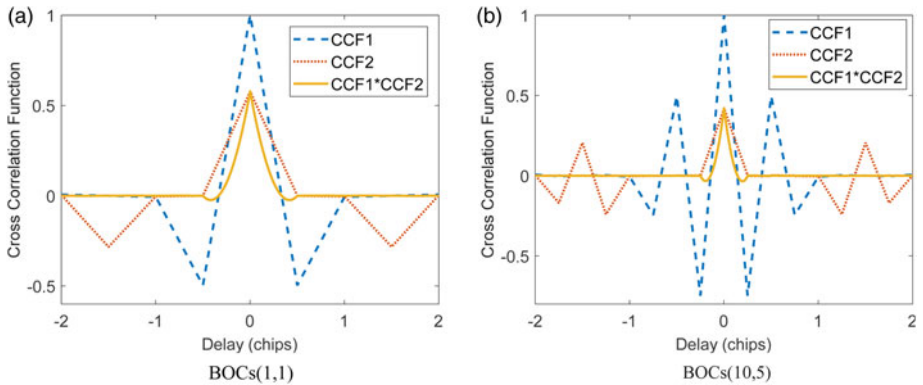 (a)
1
0.5
0
-0.5
Cross Correlation Function
CCF1
CCF2
CCF1*CCF2
-2
-1
0
1
2
Delay (chips)
BOCs(1,1)
(b)
1
0.5
0
-0.5
Cross Correlation Function
CCF1
CCF2
CCF1*CCF2
-2
-1
0
1
2
Delay (chips)
BOCs(10,5)